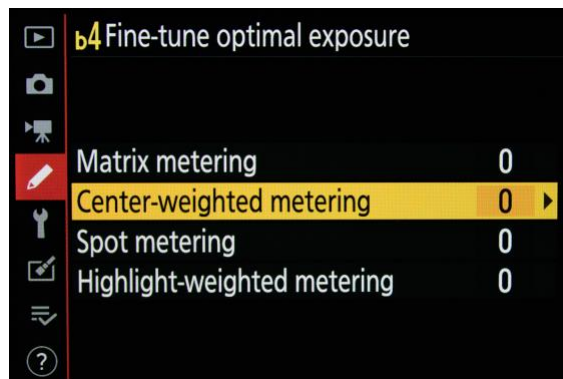 b4 Fine-tune optimal exposure
Matrix metering 0
Center-weighted metering 0
Spot metering 0
Highlight-weighted metering 0
?